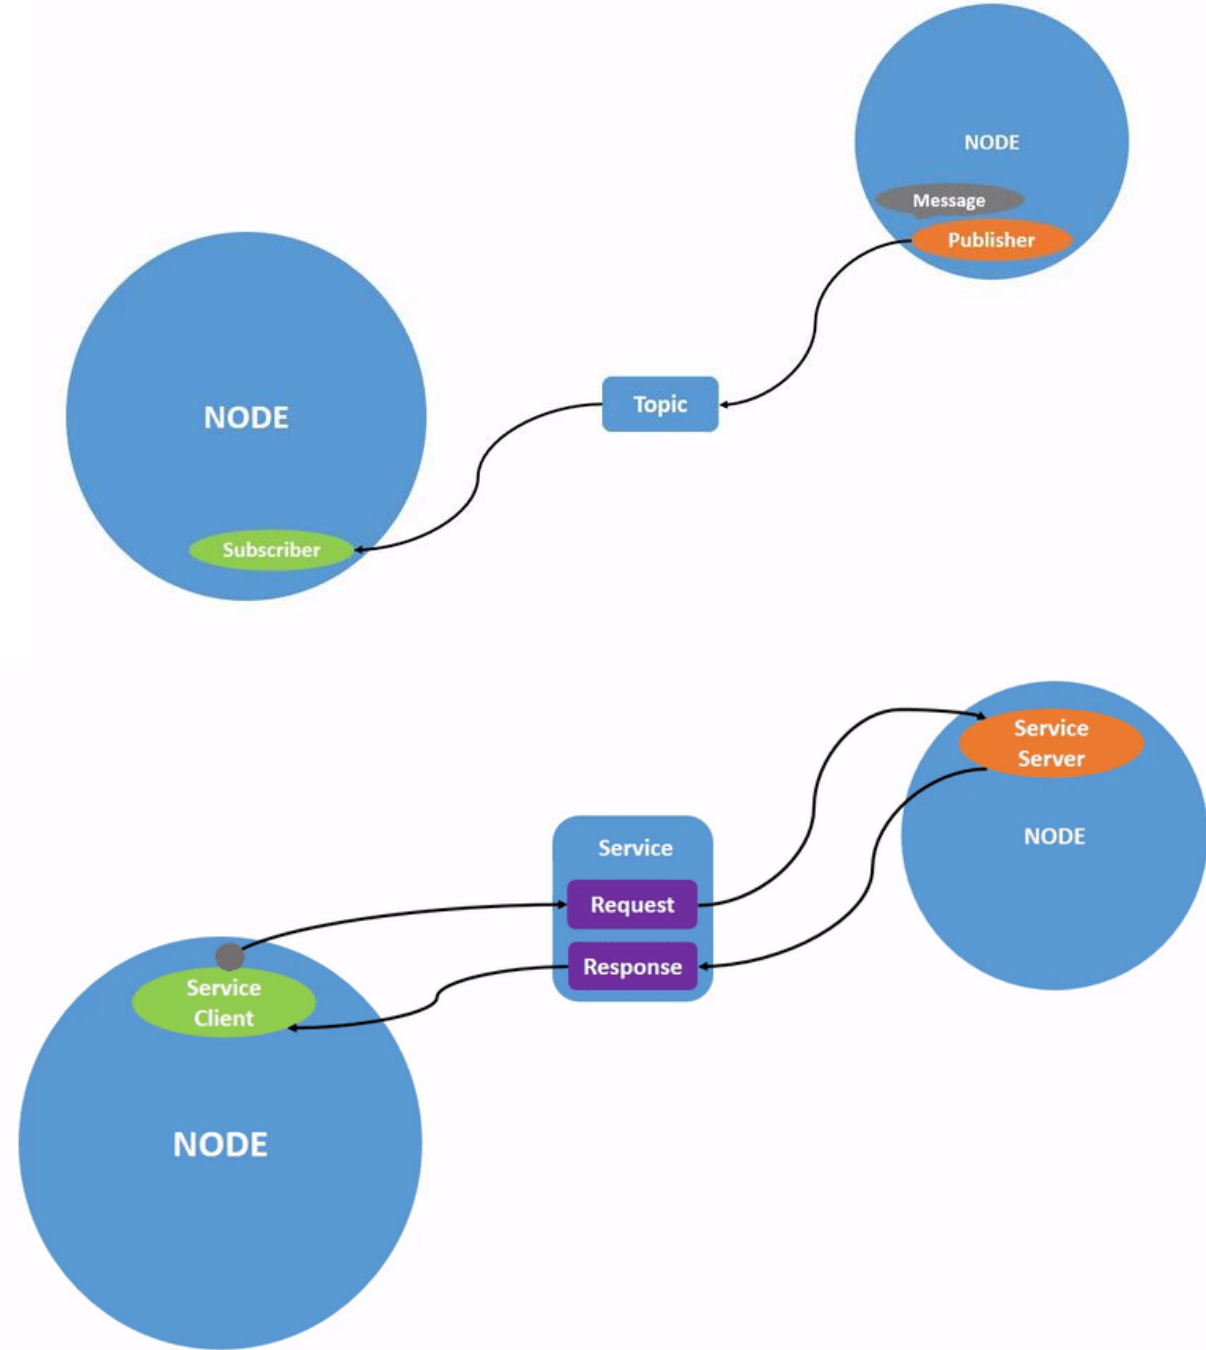 NODE
Message
Publisher
Topic
NODE
Subscriber
Service
Server
NODE
Service
Request
Response
Service
Client
NODE